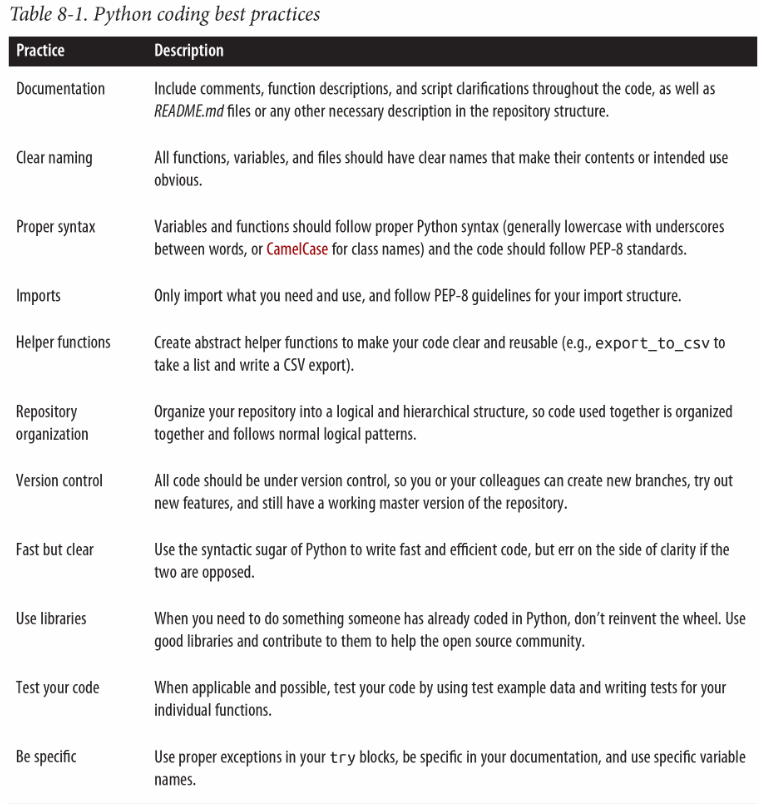 Table 8-1. Python coding best practices
Practice Description
Documentation Include comments, function descriptions, and script clarifications throughout the code, as well as
README.md files or any other necessary description in the repository structure.
Clear naming All functions, variables, and files should have clear names that make their contents or intended use
obvious.
Proper syntax Variables and functions should follow proper Python syntax (generally lowercase with underscores
between words, or CamelCase for class names) and the code should follow PEP-8 standards.
Imports Only import what you need and use, and follow PEP-8 guidelines for your import structure.
Helper functions Create abstract helper functions to make your code clear and reusable (e.g., export_to_csv to
take a list and write a CSV export).
Repository Organize your repository into a logical and hierarchical structure, so code used together is organized
organization together and follows normal logical patterns.
Version control All code should be under version control, so you or your colleagues can create new branches, try out
new features, and still have a working master version of the repository.
Fast but clear Use the syntactic sugar of Python to write fast and efficient code, but err on the side of clarity if the
two are opposed.
Use libraries When you need to do something someone has already coded in Python, don't reinvent the wheel. Use
good libraries and contribute to them to help the open source community.
Test your code When applicable and possible, test your code by using test example data and writing tests for your
individual functions.
Be specific Use proper exceptions in your try blocks, be specific in your documentation, and use specific variable
names.